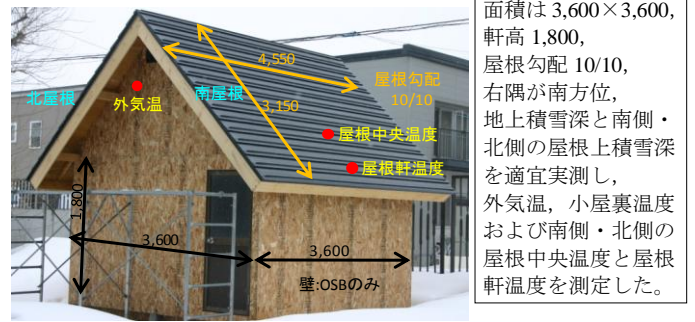 4,550
屋根勾配
10/10
北屋根
南屋根
3,150
外気温
屋根中央温度
屋根軒温度
1,800
3,600
3,600
壁:OSBのみ
面積は 3,600×3,600,
軒高 1,800,
屋根勾配 10/10,
右隅が南方位,
地上積雪深と南側・
北側の屋根上積雪深
を適宜実測し,
外気温,小屋裏温度
および南側・北側の
屋根中央温度と屋根
軒温度を測定した。